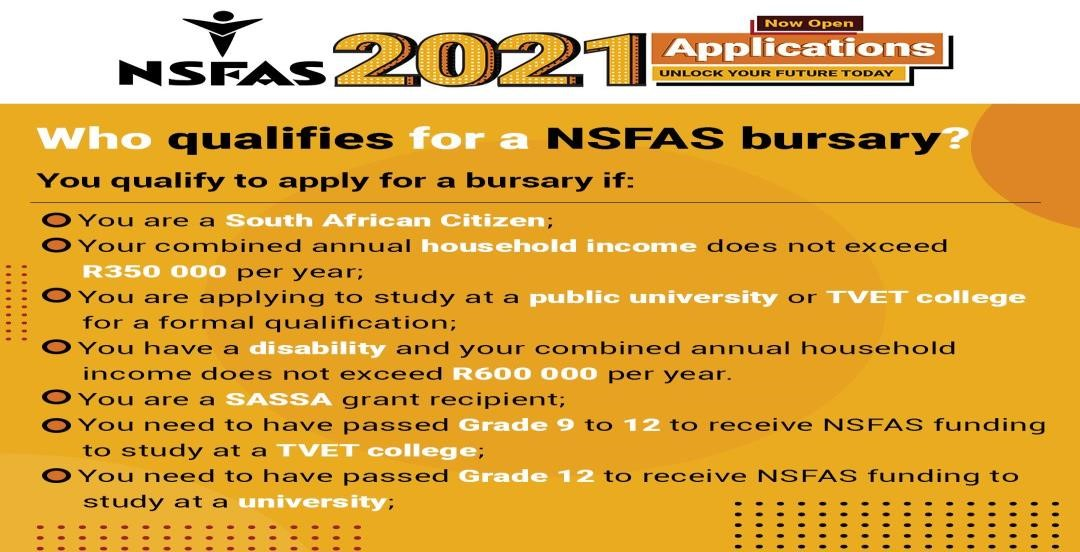 NSFAS
2021
Now Open
Applications
UNLOCK YOUR FUTURE TODAY
Who qualifies for a NSFAS bursary?
You qualify to apply for a bursary if:
You are a South African Citizen;
Your combined annual household income does not exceed
R350 000 per year;
You are applying to study at a public university or TVET college
for a formal qualification;
You have a disability and your combined annual household
income does not exceed R600 000 per year.
You are a SASSA grant recipient;
You need to have passed Grade 9 to 12 to receive NSFAS funding
to study at a TVET college;
You need to have passed Grade 12 to receive NSFAS funding to
study at a university;